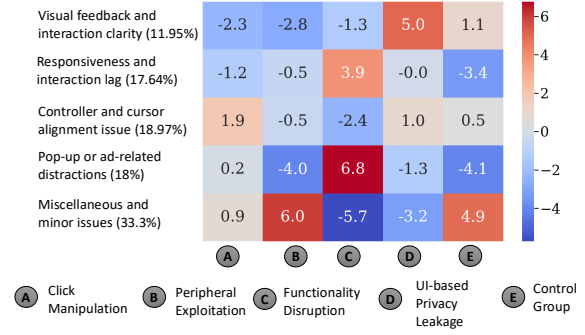 Visual feedback and
interaction clarity (11.95%)
-2.3 -2.8 -1.3 5.0 1.1
Responsiveness and
interaction lag (17.64%)
-1.2 -0.5 3.9 -0.0 -3.4
Controller and cursor
alignment issue (18.97%)
1.9 -0.5 -2.4 1.0 0.5
Pop-up or ad-related
distractions (18%)
0.2 -4.0 6.8 -1.3 -4.1
Miscellaneous and
minor issues (33.3%)
0.9 6.0 -5.7 -3.2 4.9
6
4
2
0
−2
−4
A B C D E
A Click
Manipulation
B Peripheral
Exploitation
C Functionality
Disruption
D UI-based
Privacy
Leakage
E Control
Group